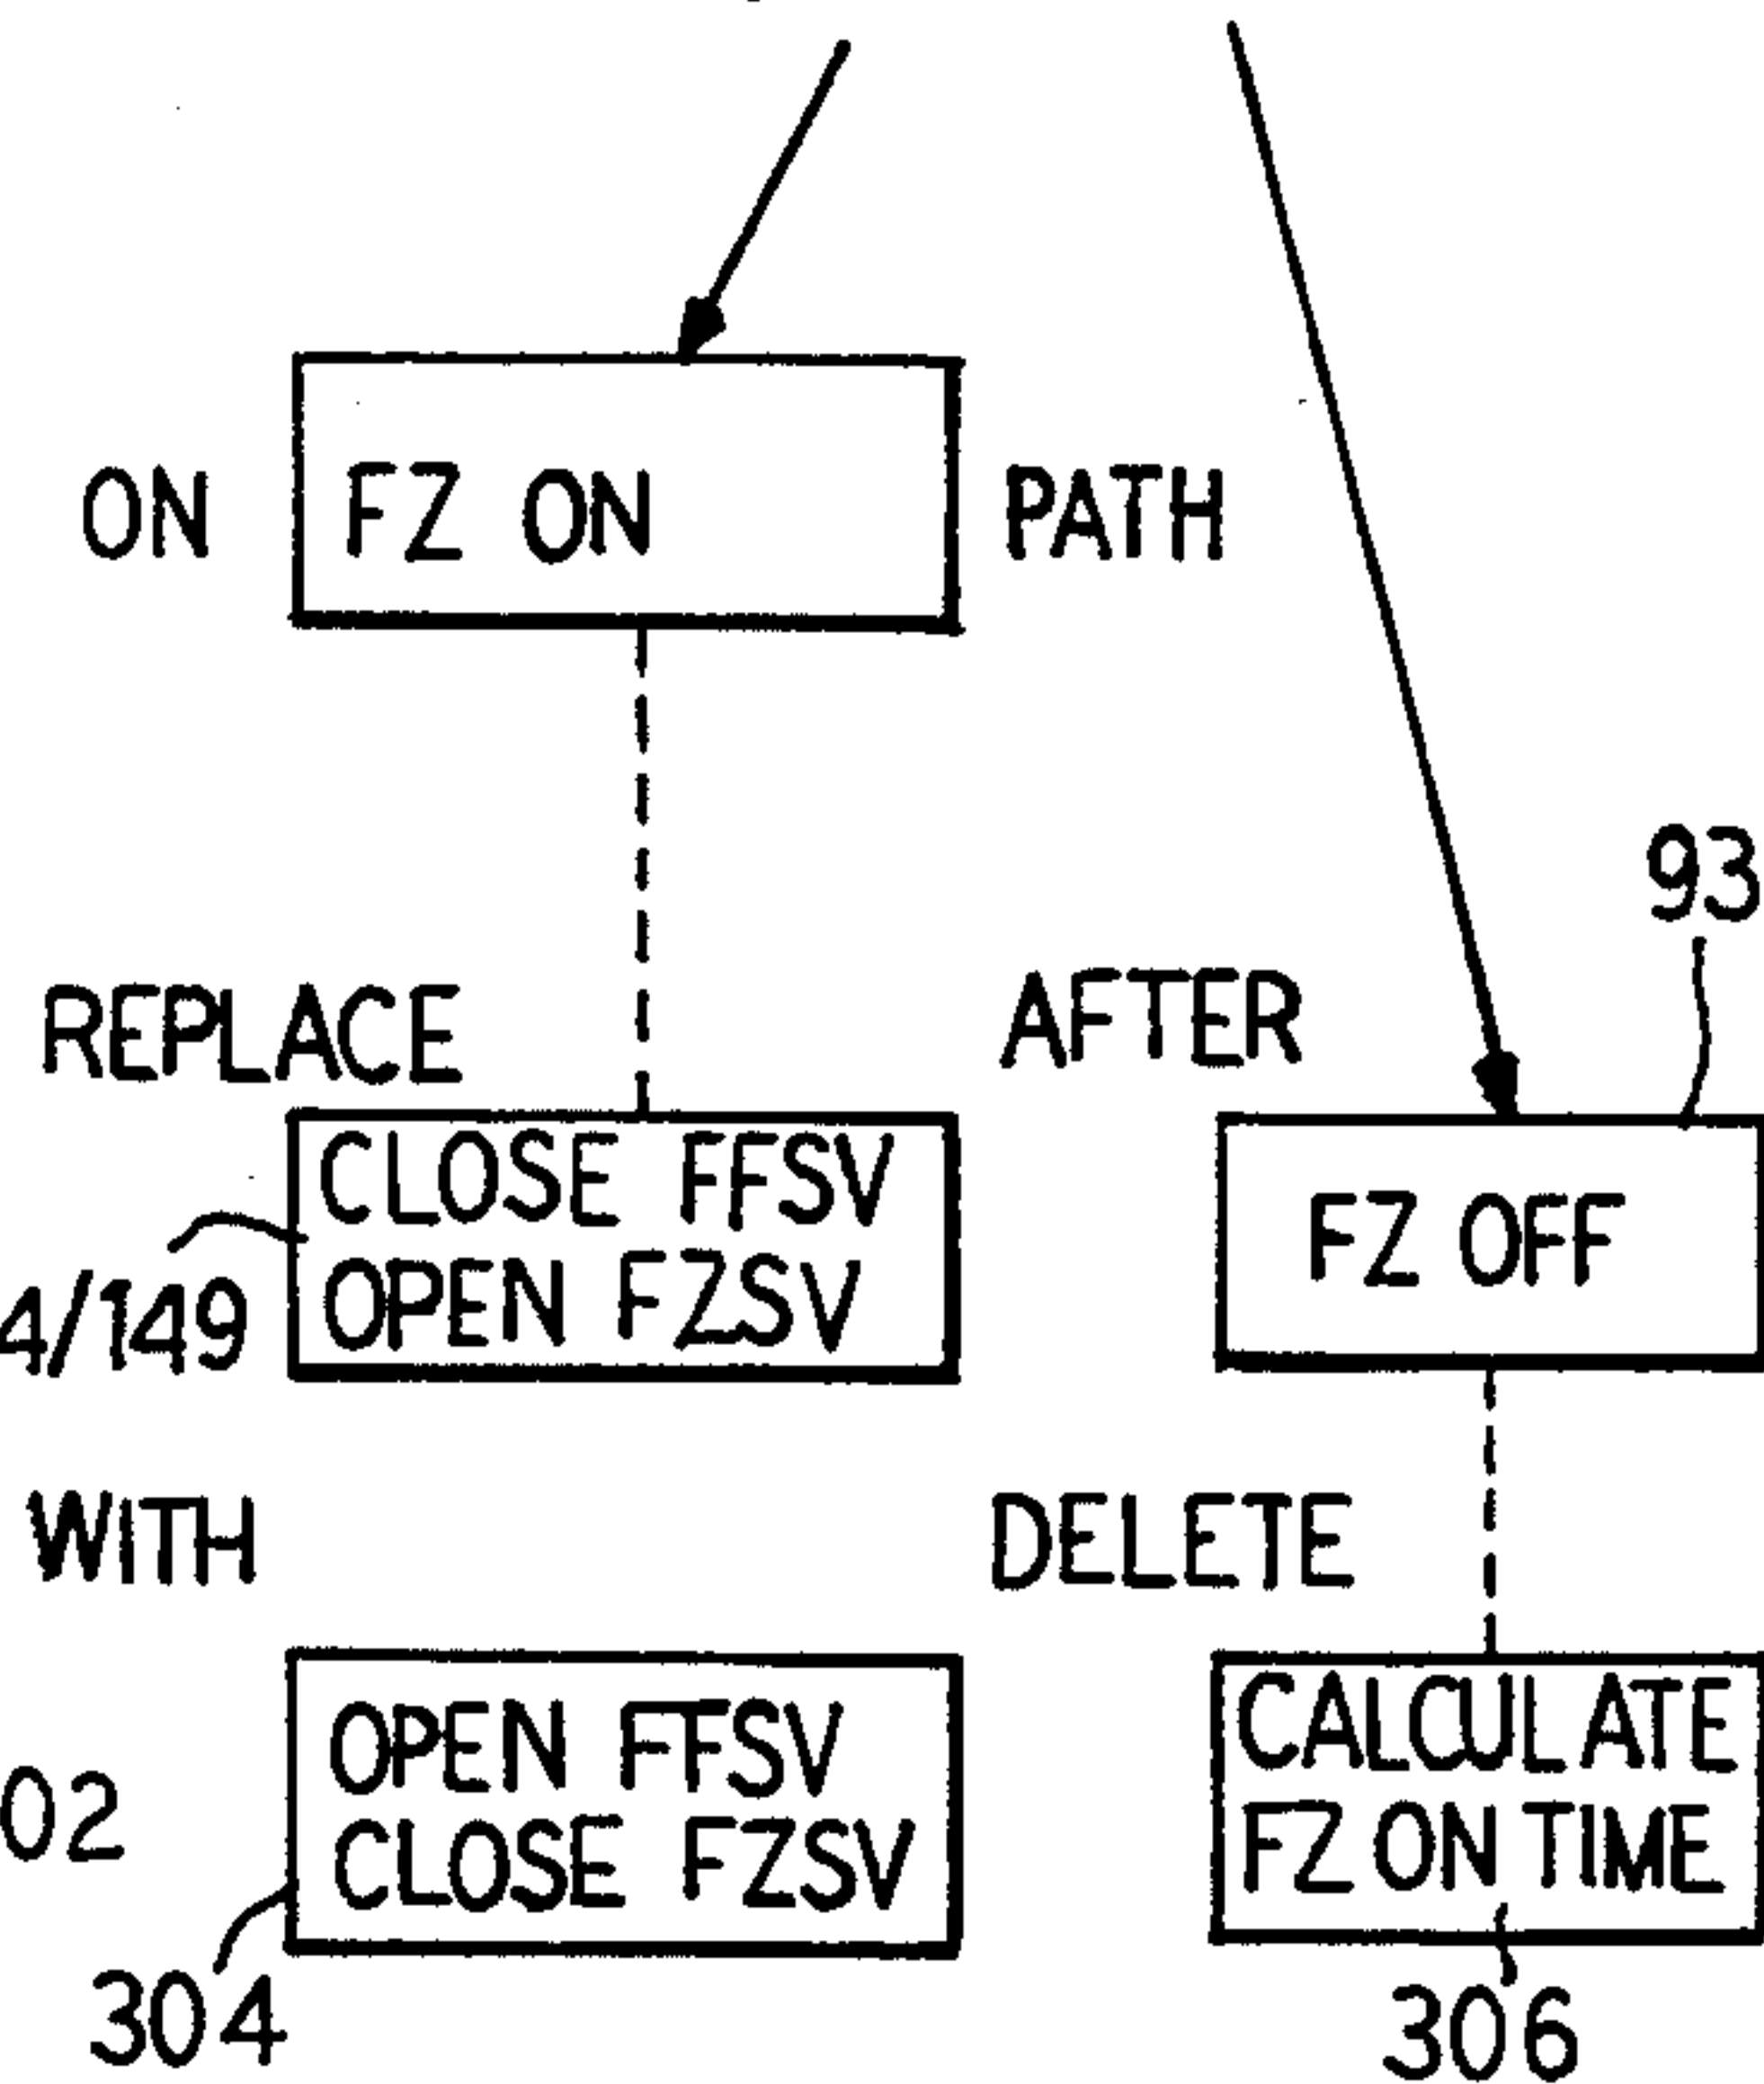 ON FZ ON PATH
93
REPLACE
AFTER
CLOSE FFSV
OPEN FZSV
4/149
FZ OFF
WITH
DELETE
OPEN FFSV
CLOSE FZSV
02
304
CALCULATE
FZ ON TIME
306